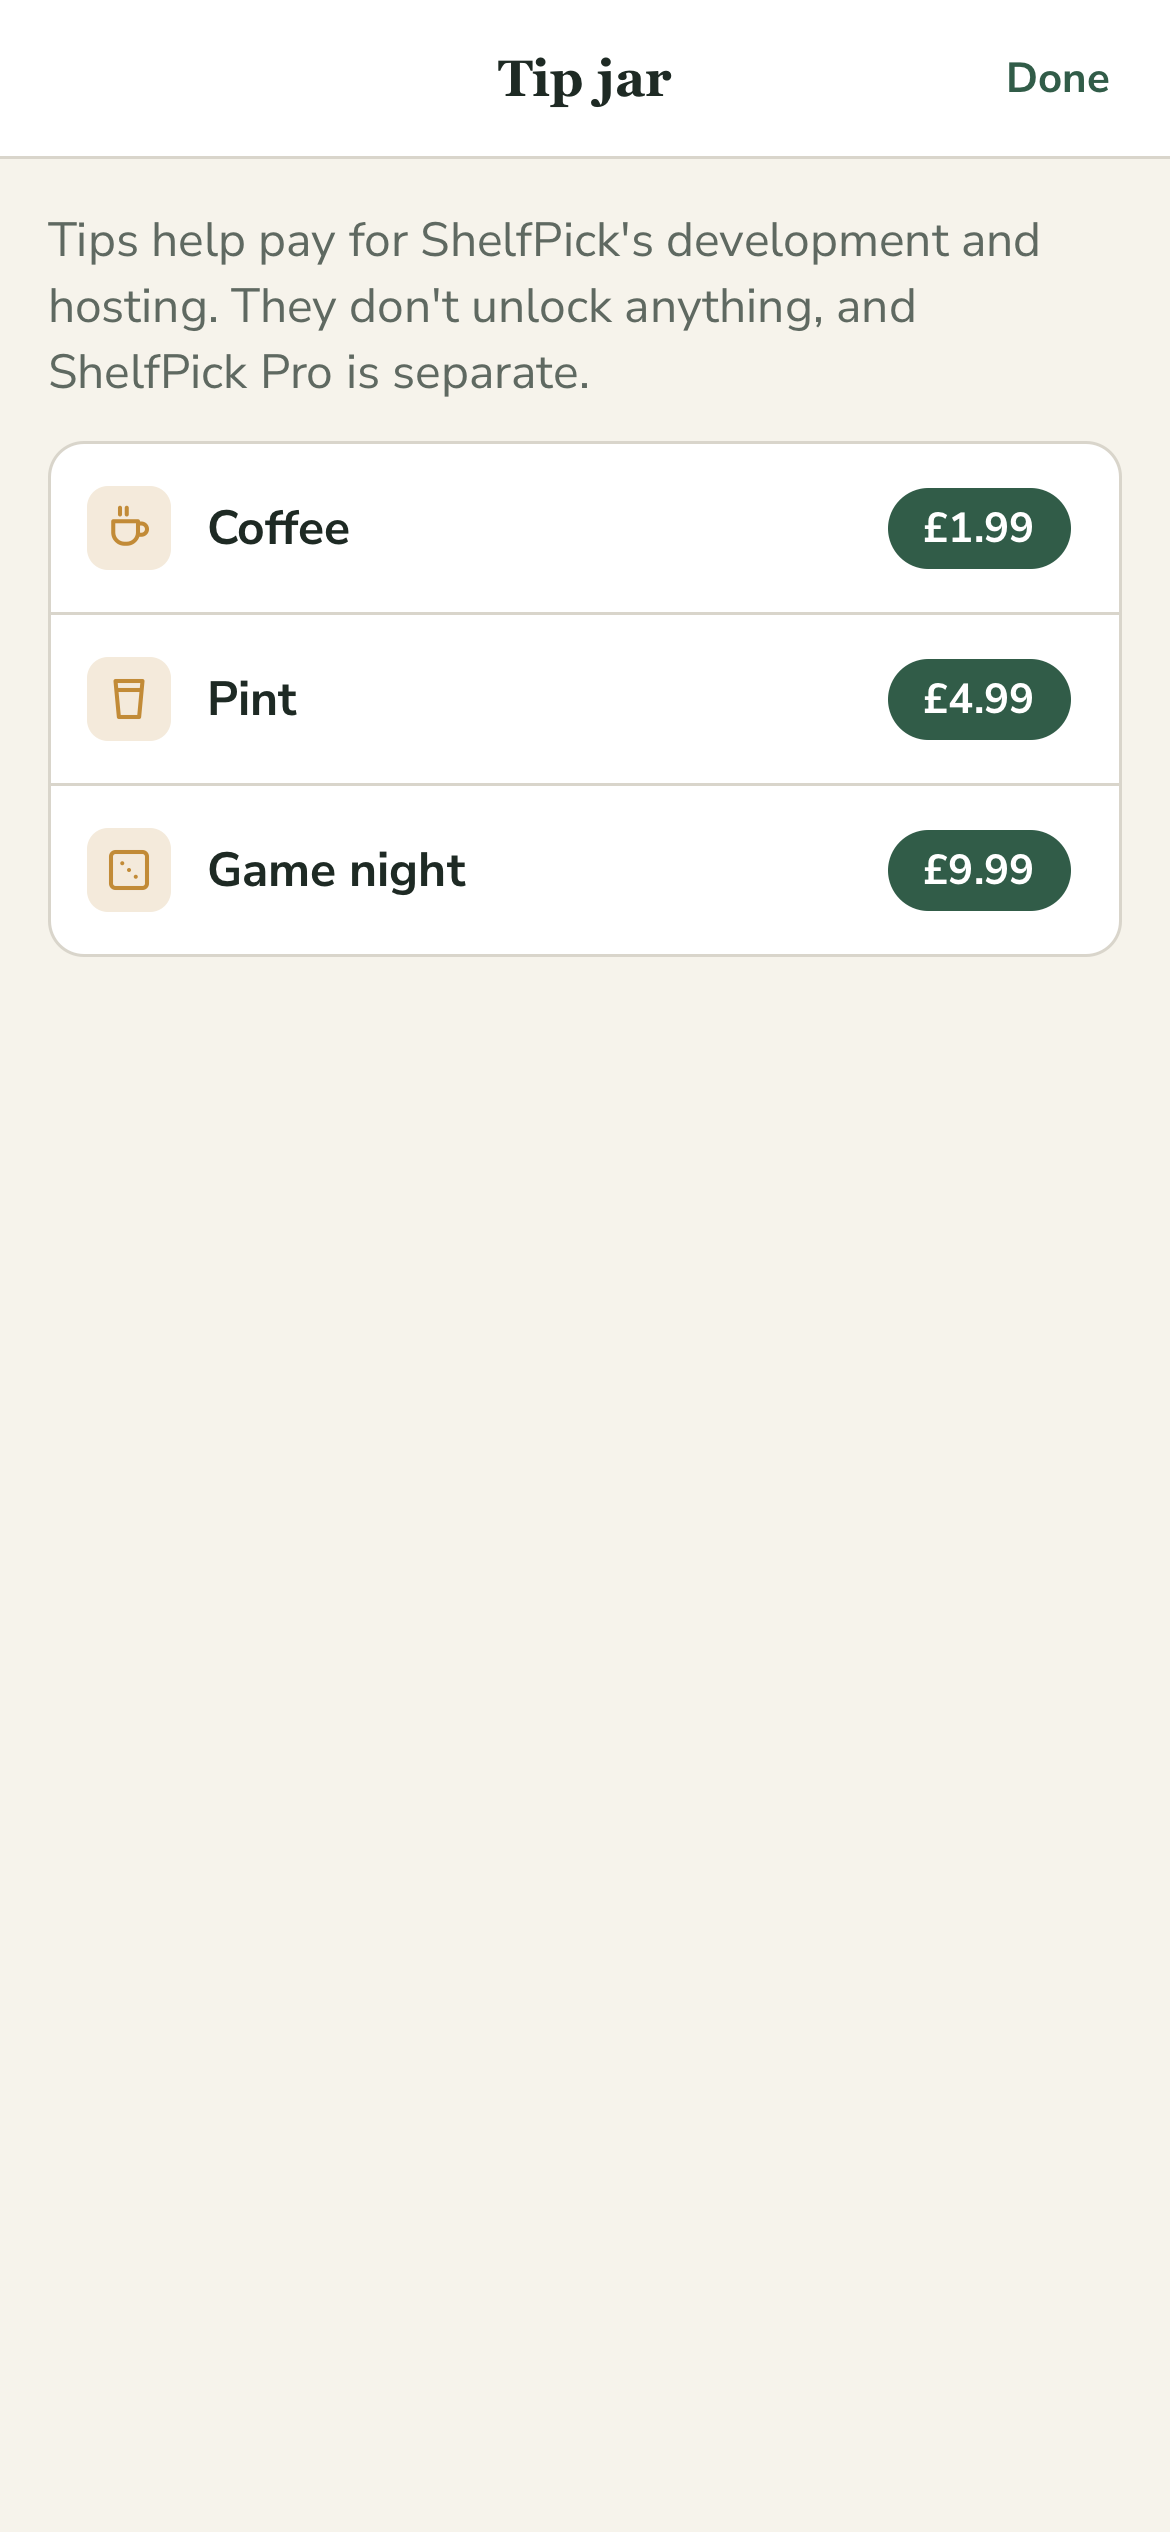 Tip jar
Done
Tips help pay for ShelfPick's development and
hosting. They don't unlock anything, and
ShelfPick Pro is separate.
Coffee
£1.99
Pint
£4.99
Game night
£9.99